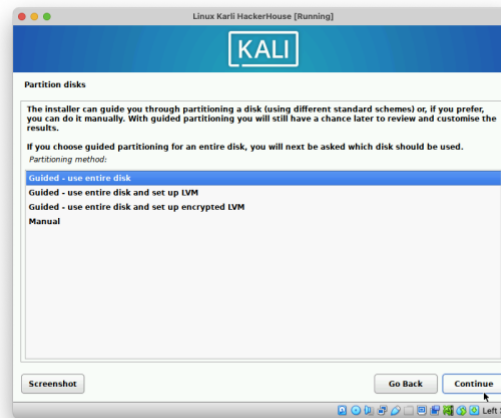 Linux Karli HackerHouse [Running]
KALI
Partition disks
The installer can guide you through partitioning a disk (using different standard schemes) or, if you prefer,
you can do it manually. With guided partitioning you will still have a chance later to review and customise the
results.
If you choose guided partitioning for an entire disk, you will next be asked which disk should be used.
Partitioning method:
Guided - use entire disk
Guided - use entire disk and set up LVM
Guided - use entire disk and set up encrypted LVM
Manual
Screenshot
Go Back
Continue
Left